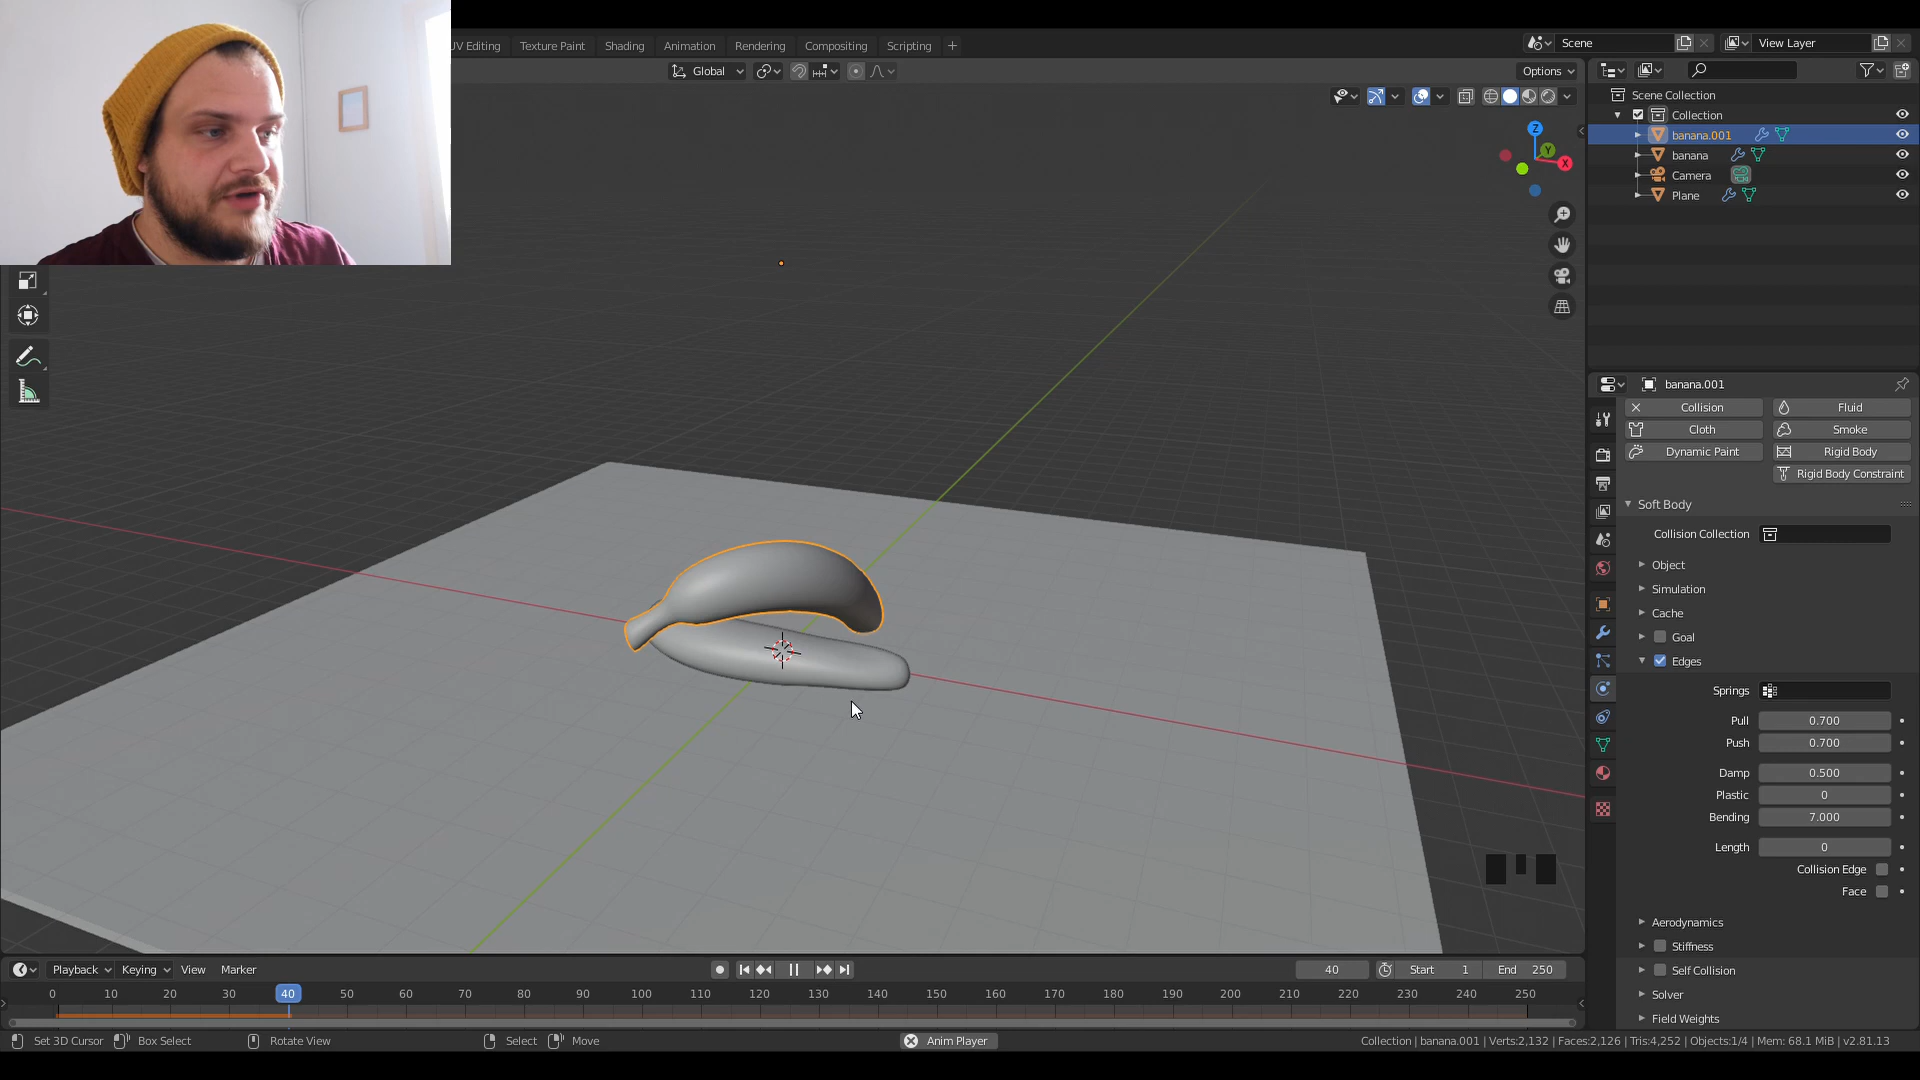 UV Editing Texture Paint Shading Animation Rendering Compositing Scripting
Scene
View Layer
Global
Options
Scene Collection
Collection
banana.001
banana
Camera
Plane
Z
Y
X
banana.001
Collision Fluid
Cloth Smoke
Dynamic Paint Rigid Body
Rigid Body Constraint
Soft Body
Collision Collection
Object
Simulation
Cache
Goal
Edges
Springs
Pull 0.700
Push 0.700
Damp 0.500
Plastic 0
Bending 7.000
Length 0
Collision Edge
Face
Aerodynamics
Stiffness
Self Collision
Solver
Field Weights
Playback Keying View Marker
40 Start 1 End 250
0 10 20 30 40 50 60 70 80 90 100 110 120 130 140 150 160 170 180 190 200 210 220 230 240 250
Set 3D Cursor Box Select Rotate View Select Move Anim Player Collection | banana.001 | Verts:2,132 | Faces:2,126 | Tris:4,252 | Objects:1/4 | Mem: 68.1 MiB | v2.81.13